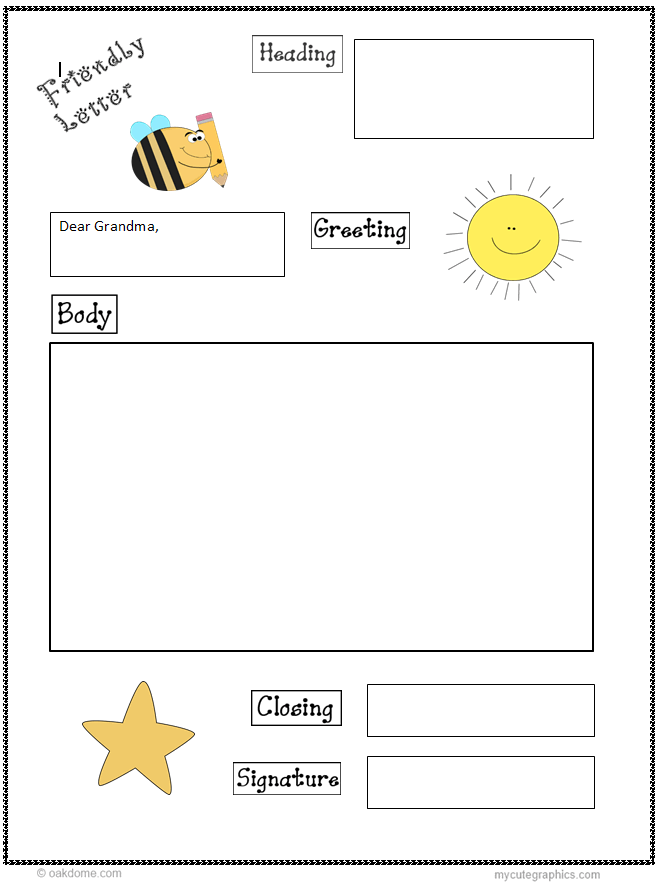 Friendly
Letter
Heading
Dear Grandma,
Greeting
Body
Closing
Signature
© oakdome.com
mycutegraphics.com